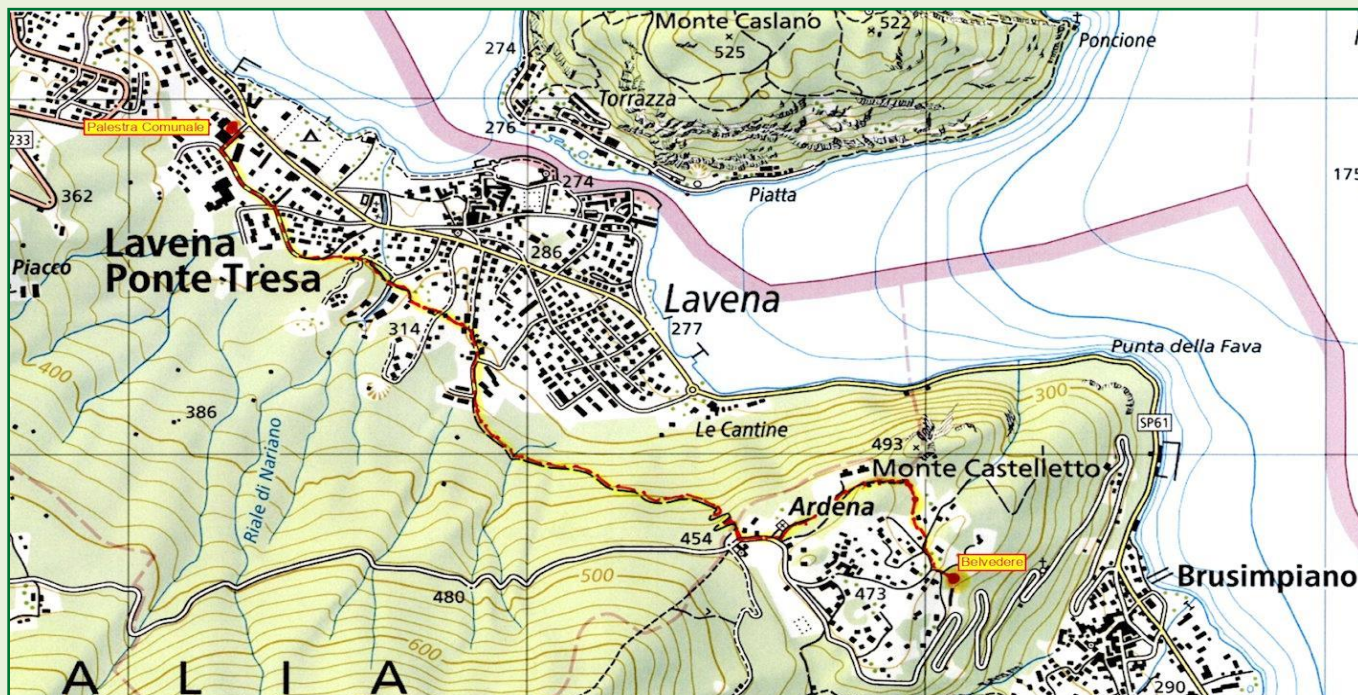 Monte Caslano
522
525
Poncione
274
Torrazza
276
Palestra Comunale
233
362
274
Piatta
175
Lavena
Ponte Tresa
Piacco
286
Lavena
277
314
Punta della Fava
400
386
300
SP61
Le Cantine
493
Monte Castelletto
Riale di Nariano
Ardena
454
Belvedere
500
480
473
Brusimpiano
600
A L I A
290